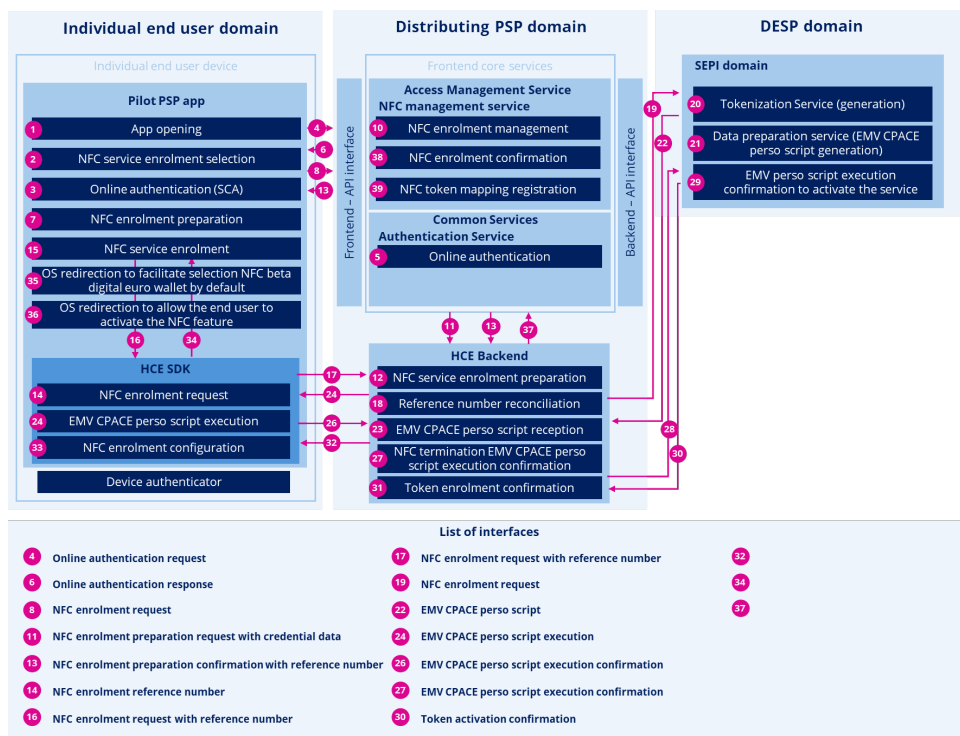 Individual end user domain
Individual end user device
Pilot PSP app
1 App opening
2 NFC service enrolment selection
3 Online authentication (SCA)
7 NFC enrolment preparation
15 NFC service enrolment
35 OS redirection to facilitate selection NFC beta
digital euro wallet by default
36 OS redirection to allow the end user to
activate the NFC feature
16
34
HCE SDK
14 NFC enrolment request
24 EMV CPACE perso script execution
33 NFC enrolment configuration
Device authenticator
4
6
8
13
17
24
26
32
Distributing PSP domain
Frontend – API interface
Frontend core services
Access Management Service
NFC management service
10 NFC enrolment management
38 NFC enrolment confirmation
39 NFC token mapping registration
Common Services
Authentication Service
5 Online authentication
Backend – API interface
11
13
37
HCE Backend
12 NFC service enrolment preparation
18 Reference number reconciliation
23 EMV CPACE perso script reception
27 NFC termination EMV CPACE perso
script execution confirmation
31 Token enrolment confirmation
19
22
28
30
DESP domain
SEPI domain
20 Tokenization Service (generation)
21 Data preparation service (EMV CPACE
perso script generation)
29 EMV perso script execution
confirmation to activate the service
List of interfaces
4 Online authentication request
6 Online authentication response
8 NFC enrolment request
11 NFC enrolment preparation request with credential data
13 NFC enrolment preparation confirmation with reference number
14 NFC enrolment reference number
16 NFC enrolment request with reference number
17 NFC enrolment request with reference number
19 NFC enrolment request
22 EMV CPACE perso script
24 EMV CPACE perso script execution
26 EMV CPACE perso script execution confirmation
27 EMV CPACE perso script execution confirmation
30 Token activation confirmation
32
34
37